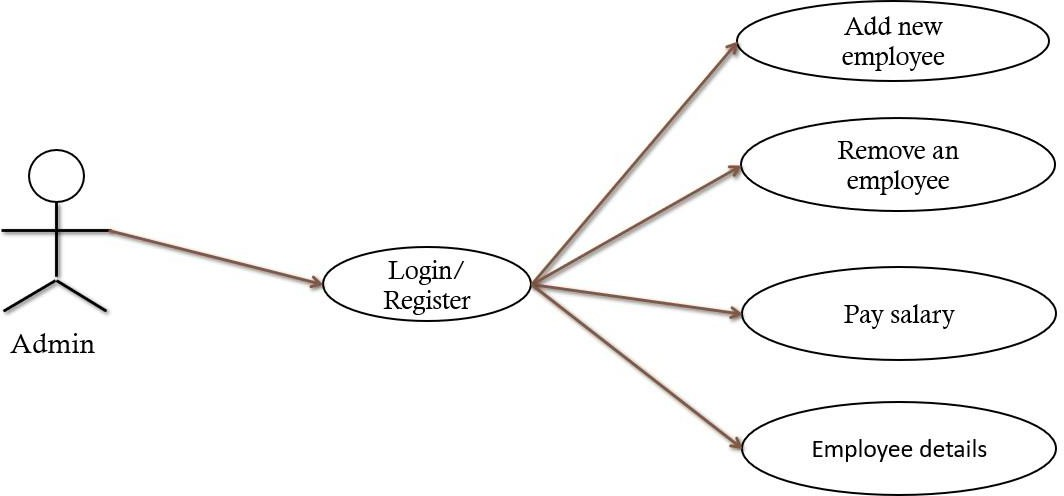 Add new
employee
Remove an
employee
Login/
Register
Pay salary
Admin
Employee details